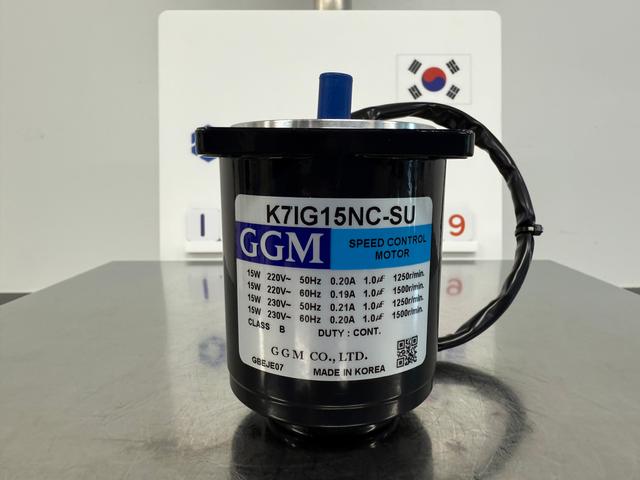 K7IG15NC-SU
GGM
SPEED CONTROL
MOTOR
15W 220V~ 50Hz 0.20A 1.0㎌ 1250r/min.
15W 220V~ 60Hz 0.19A 1.0㎌ 1500r/min.
15W 230V~ 50Hz 0.21A 1.0㎌ 1250r/min.
15W 230V~ 60Hz 0.20A 1.0㎌ 1500r/min.
CLASS B DUTY : CONT.
GGM CO., LTD.
GBEJE07 MADE IN KOREA
9